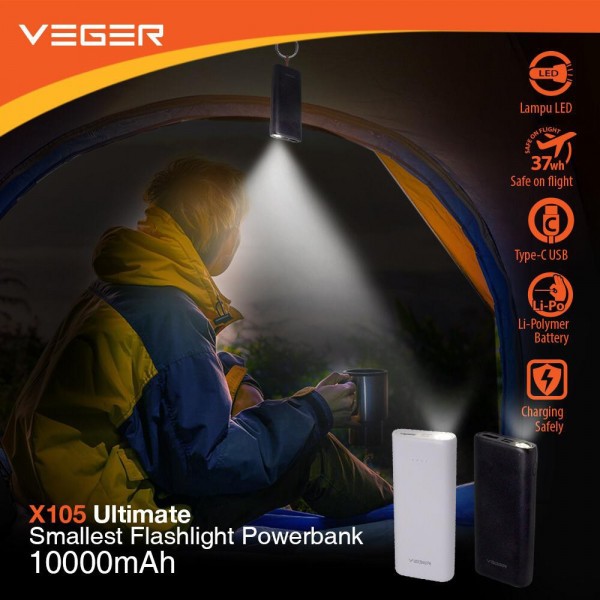 VEGER
LED
Lampu LED
SAFE ON FLIGHT
37wh
Safe on flight
C
Type-C USB
Li-Po
Li-Polymer
Battery
Charging
Safely
X105 Ultimate
Smallest Flashlight Powerbank
10000mAh
VEGER
VEGER